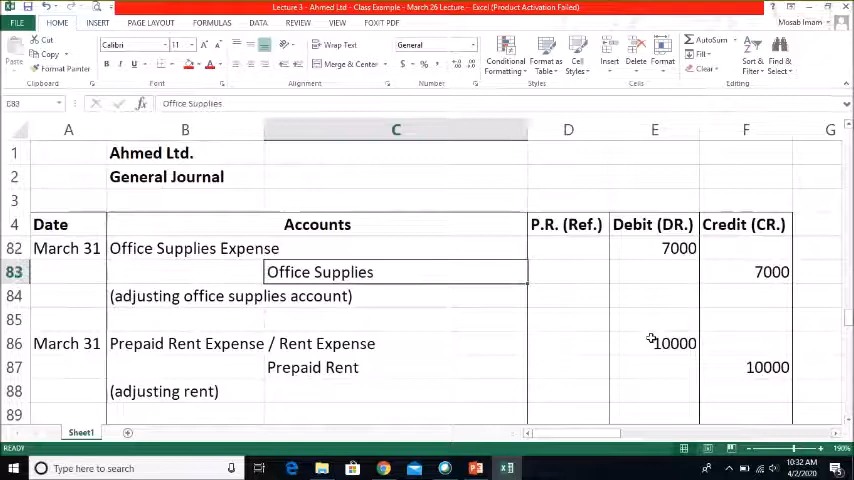 Lecture 3 - Ahmed Ltd - Class Example - March 26 Lecture - Excel (Product Activation Failed)
FILE HOME INSERT PAGE LAYOUT FORMULAS DATA REVIEW VIEW FOXIT PDF Mosab Imam
Cut
Copy
Format Painter
Paste
Calibri 11
B I U
Wrap Text
Merge & Center
General
$ % ,
Conditional Formatting
Format as Table
Cell Styles
Insert Delete Format
AutoSum
Fill
Clear
Sort & Filter
Find & Select
Clipboard Font Alignment Number Styles Cells Editing
C83 fx Office Supplies
A B C D E F G
1 Ahmed Ltd.
2 General Journal
3
4 Date Accounts P.R. (Ref.) Debit (DR.) Credit (CR.)
82 March 31 Office Supplies Expense 7000
83 Office Supplies 7000
84 (adjusting office supplies account)
85
86 March 31 Prepaid Rent Expense / Rent Expense 10000
87 Prepaid Rent 10000
88 (adjusting rent)
89
Sheet1
READY 190%
Type here to search
10:32 AM
4/2/2020